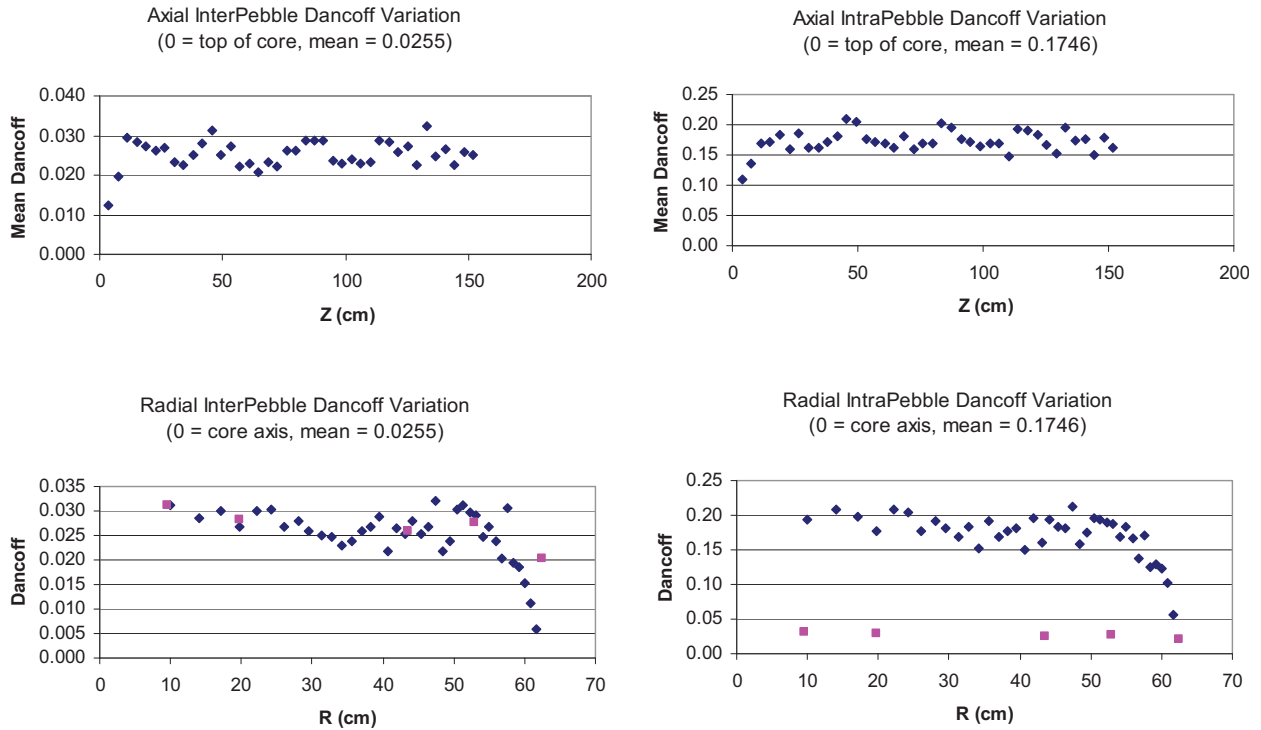 Axial InterPebble Dancoff Variation
(0 = top of core, mean = 0.0255)
0.040
0.030
0.020
0.010
0.000
Mean Dancoff
0 50 100 150 200
Z (cm)
Axial IntraPebble Dancoff Variation
(0 = top of core, mean = 0.1746)
0.25
0.20
0.15
0.10
0.05
0.00
Mean Dancoff
0 50 100 150 200
Z (cm)
Radial InterPebble Dancoff Variation
(0 = core axis, mean = 0.0255)
0.035
0.030
0.025
0.020
0.015
0.010
0.005
0.000
Dancoff
0 10 20 30 40 50 60 70
R (cm)
Radial IntraPebble Dancoff Variation
(0 = core axis, mean = 0.1746)
0.25
0.20
0.15
0.10
0.05
0.00
Dancoff
0 10 20 30 40 50 60 70
R (cm)